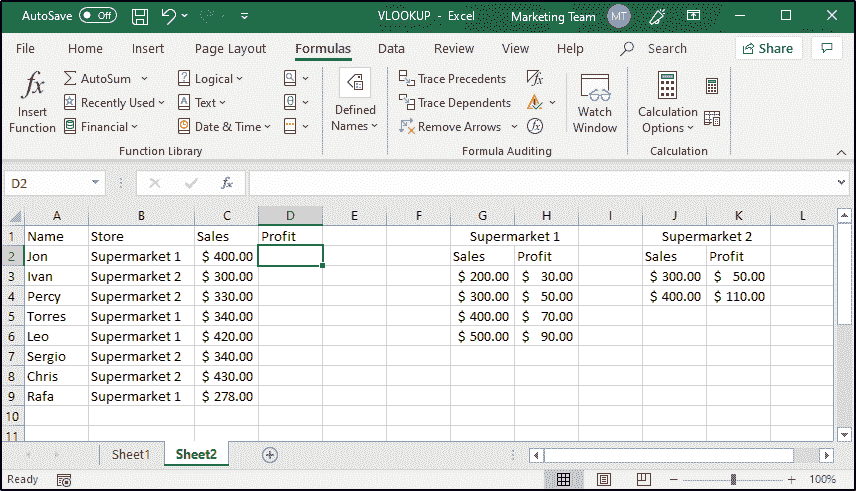 AutoSave Off VLOOKUP - Excel Marketing Team MT
File Home Insert Page Layout Formulas Data Review View Help Search Share
fx Insert Function
AutoSum
Recently Used
Financial
Logical
Text
Date & Time
Function Library
Defined Names
Trace Precedents
Trace Dependents
Remove Arrows
fx
fx
Watch Window
Formula Auditing
Calculation Options
Calculation
D2 fx
A B C D E F G H I J K L
1 Name Store Sales Profit Supermarket 1 Supermarket 2
2 Jon Supermarket 1 $ 400.00 Sales Profit Sales Profit
3 Ivan Supermarket 2 $ 300.00 $ 200.00 $ 30.00 $ 300.00 $ 50.00
4 Percy Supermarket 2 $ 330.00 $ 300.00 $ 50.00 $ 400.00 $ 110.00
5 Torres Supermarket 1 $ 340.00 $ 400.00 $ 70.00
6 Leo Supermarket 1 $ 420.00 $ 500.00 $ 90.00
7 Sergio Supermarket 2 $ 340.00
8 Chris Supermarket 2 $ 430.00
9 Rafa Supermarket 1 $ 278.00
10
11
Sheet1 Sheet2
Ready 100%